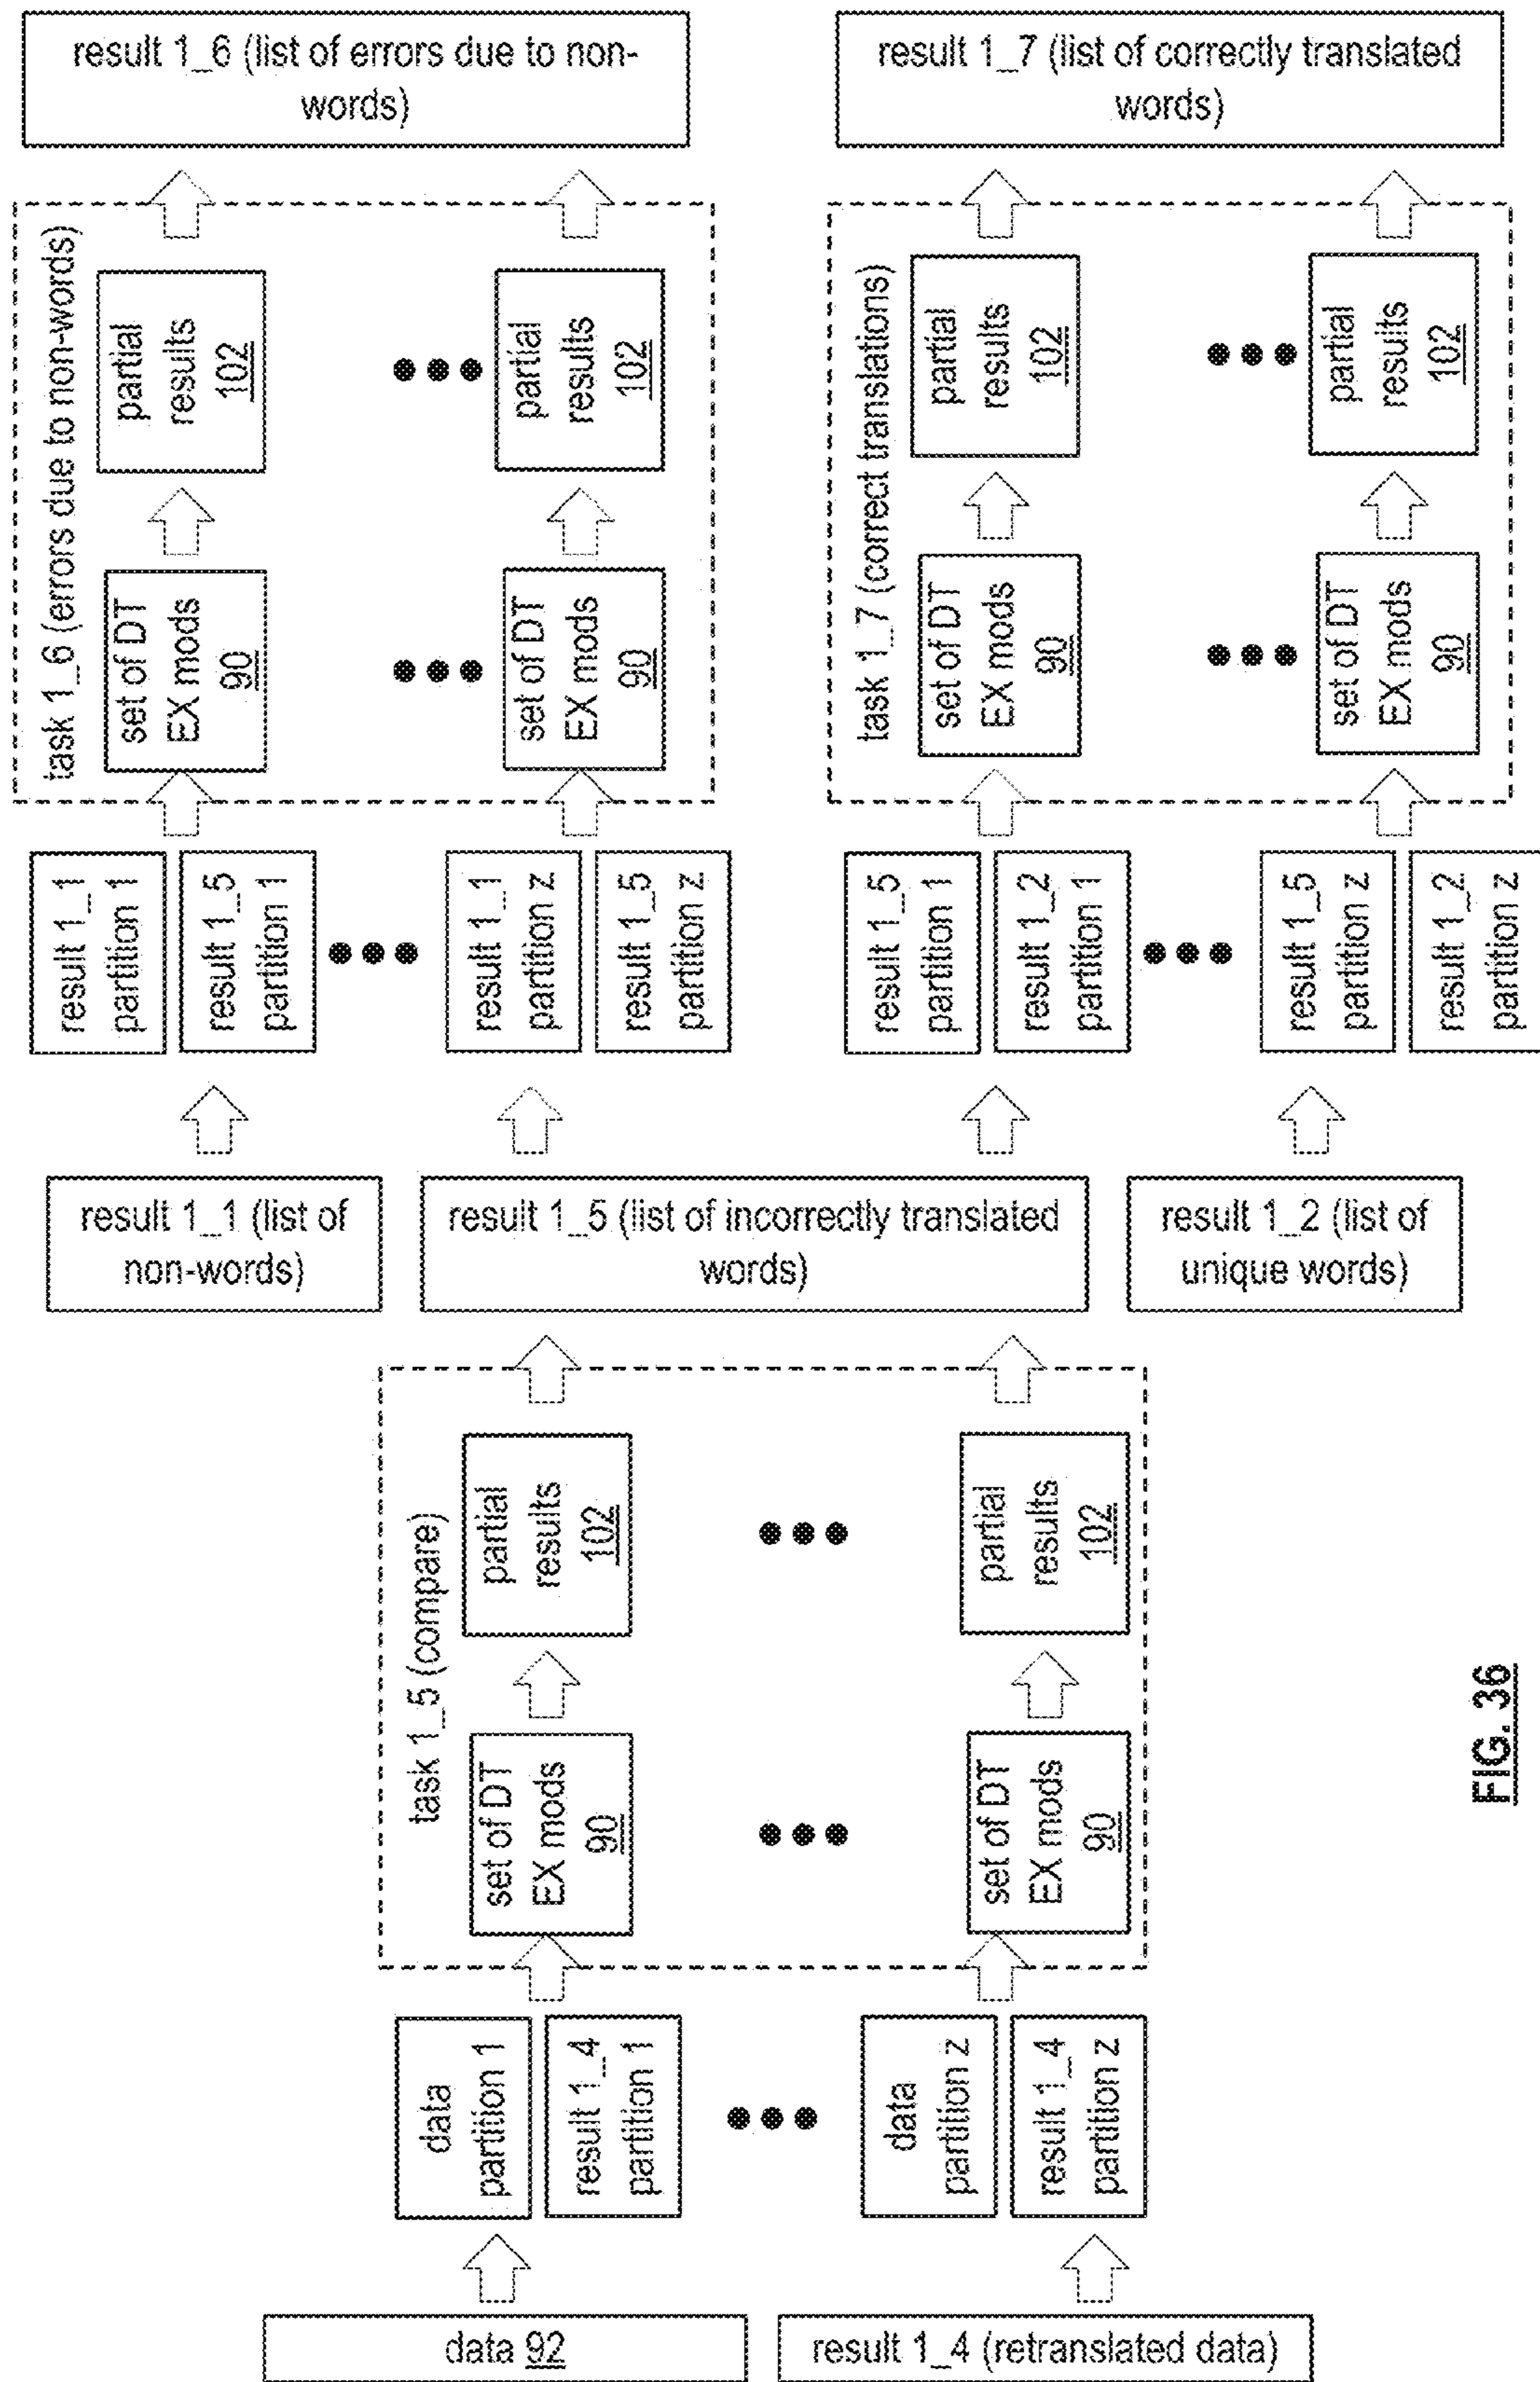 result 1_6 (list of errors due to non-
words)
result 1_7 (list of correctly translated
words)
task 1_6 (errors due to non-words)
partial
results
102
partial
results
102
set of DT
EX mods
90
set of DT
EX mods
90
task 1_7 (correct translations)
partial
results
102
partial
results
102
set of DT
EX mods
90
set of DT
EX mods
90
result 1_1
partition 1
result 1_5
partition 1
result 1_1
partition z
result 1_5
partition z
result 1_5
partition 1
result 1_2
partition 1
result 1_5
partition z
result 1_2
partition z
result 1_1 (list of
non-words)
result 1_5 (list of incorrectly translated
words)
result 1_2 (list of
unique words)
task 1_5 (compare)
partial
results
102
partial
results
102
set of DT
EX mods
90
set of DT
EX mods
90
data
partition 1
result 1_4
partition 1
data
partition z
result 1_4
partition z
data 92
result 1_4 (retranslated data)
FIG. 36